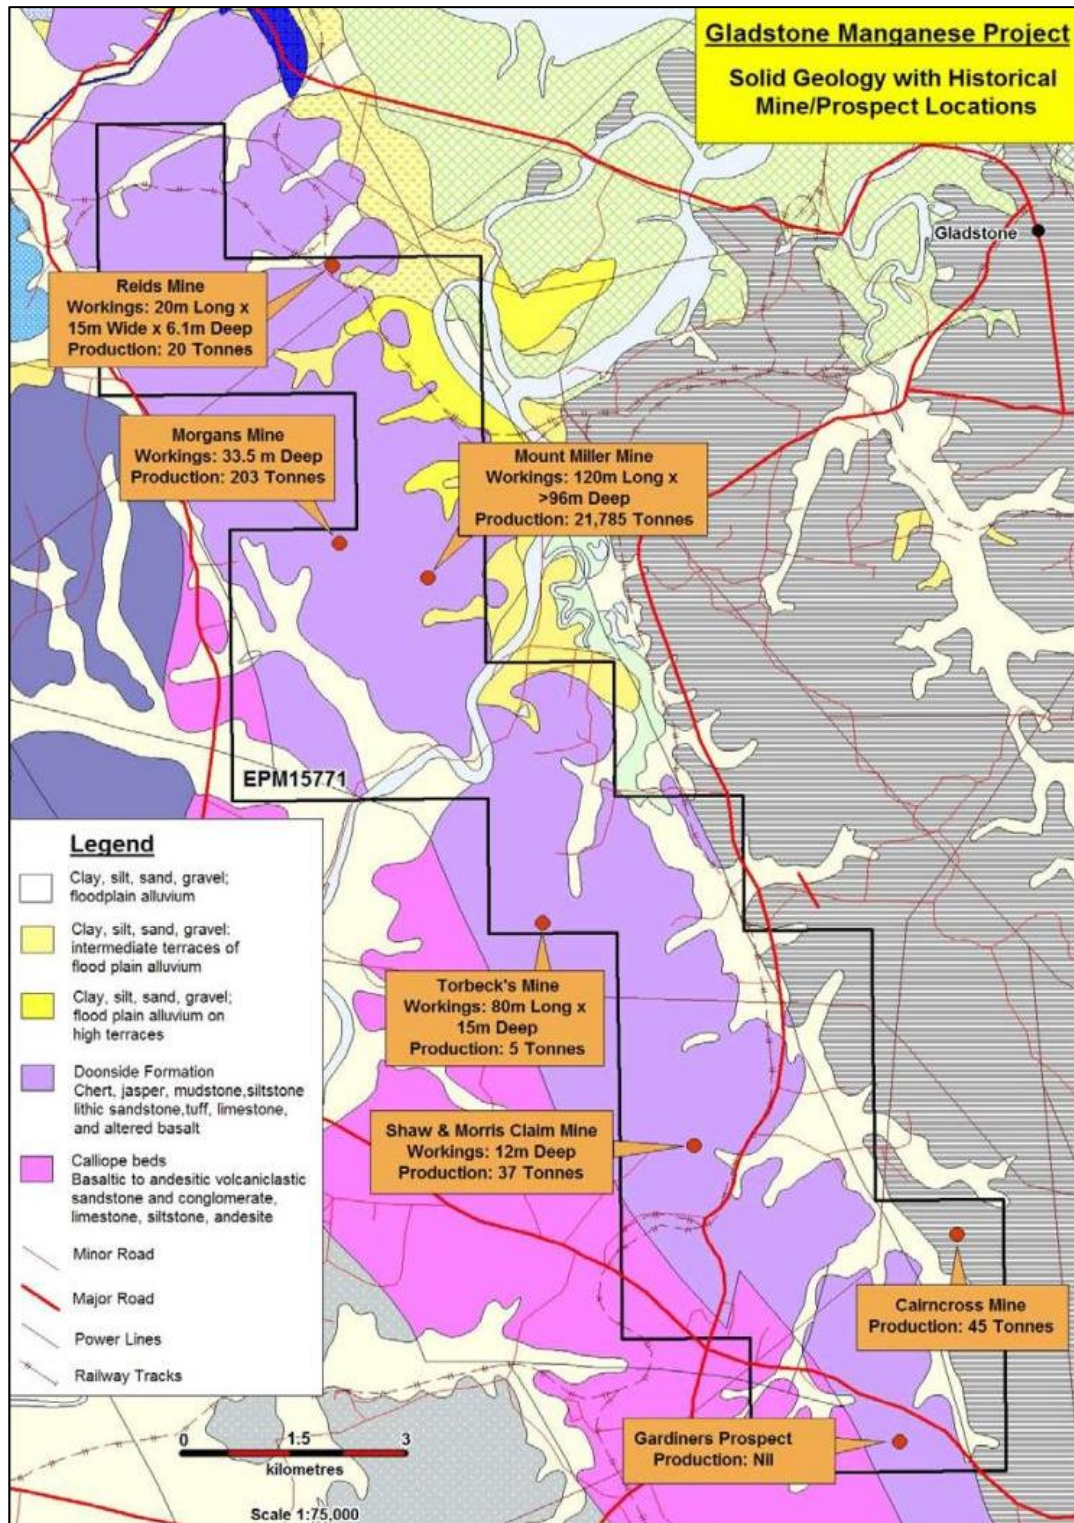 Gladstone Manganese Project
Solid Geology with Historical
Mine/Prospect Locations
Gladstone
Reids Mine
Workings: 20m Long x
15m Wide x 6.1m Deep
Production: 20 Tonnes
Morgans Mine
Workings: 33.5 m Deep
Production: 203 Tonnes
Mount Miller Mine
Workings: 120m Long x
>96m Deep
Production: 21,785 Tonnes
EPM15771
Legend
Clay, silt, sand, gravel;
floodplain alluvium
Clay, silt, sand, gravel:
intermediate terraces of
flood plain alluvium
Clay, silt, sand, gravel;
flood plain alluvium on
high terraces
Doonside Formation
Chert, jasper, mudstone,siltstone
lithic sandstone,tuff, limestone,
and altered basalt
Calliope beds
Basaltic to andesitic volcaniclastic
sandstone and conglomerate,
limestone, siltstone, andesite
Minor Road
Major Road
Power Lines
Railway Tracks
Torbeck's Mine
Workings: 80m Long x
15m Deep
Production: 5 Tonnes
Shaw & Morris Claim Mine
Workings: 12m Deep
Production: 37 Tonnes
Cairncross Mine
Production: 45 Tonnes
Gardiners Prospect
Production: Nil
0 1.5 3
kilometres
Scale 1:75,000